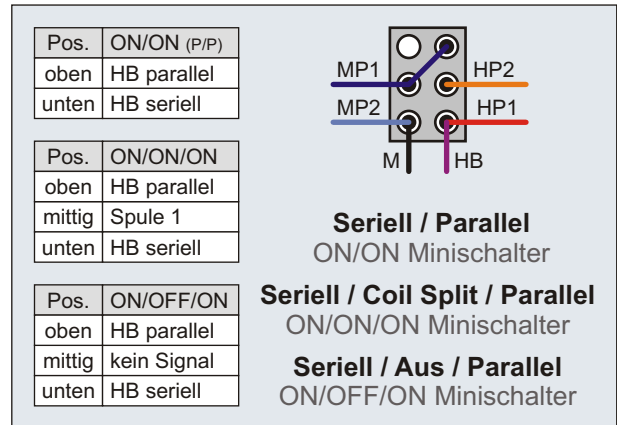 Pos. ON/ON (P/P)
oben HB parallel
unten HB seriell
Pos. ON/ON/ON
oben HB parallel
mittig Spule 1
unten HB seriell
Pos. ON/OFF/ON
oben HB parallel
mittig kein Signal
unten HB seriell
MP1 HP2
MP2 HP1
M HB
Seriell / Parallel
ON/ON Minischalter
Seriell / Coil Split / Parallel
ON/ON/ON Minischalter
Seriell / Aus / Parallel
ON/OFF/ON Minischalter